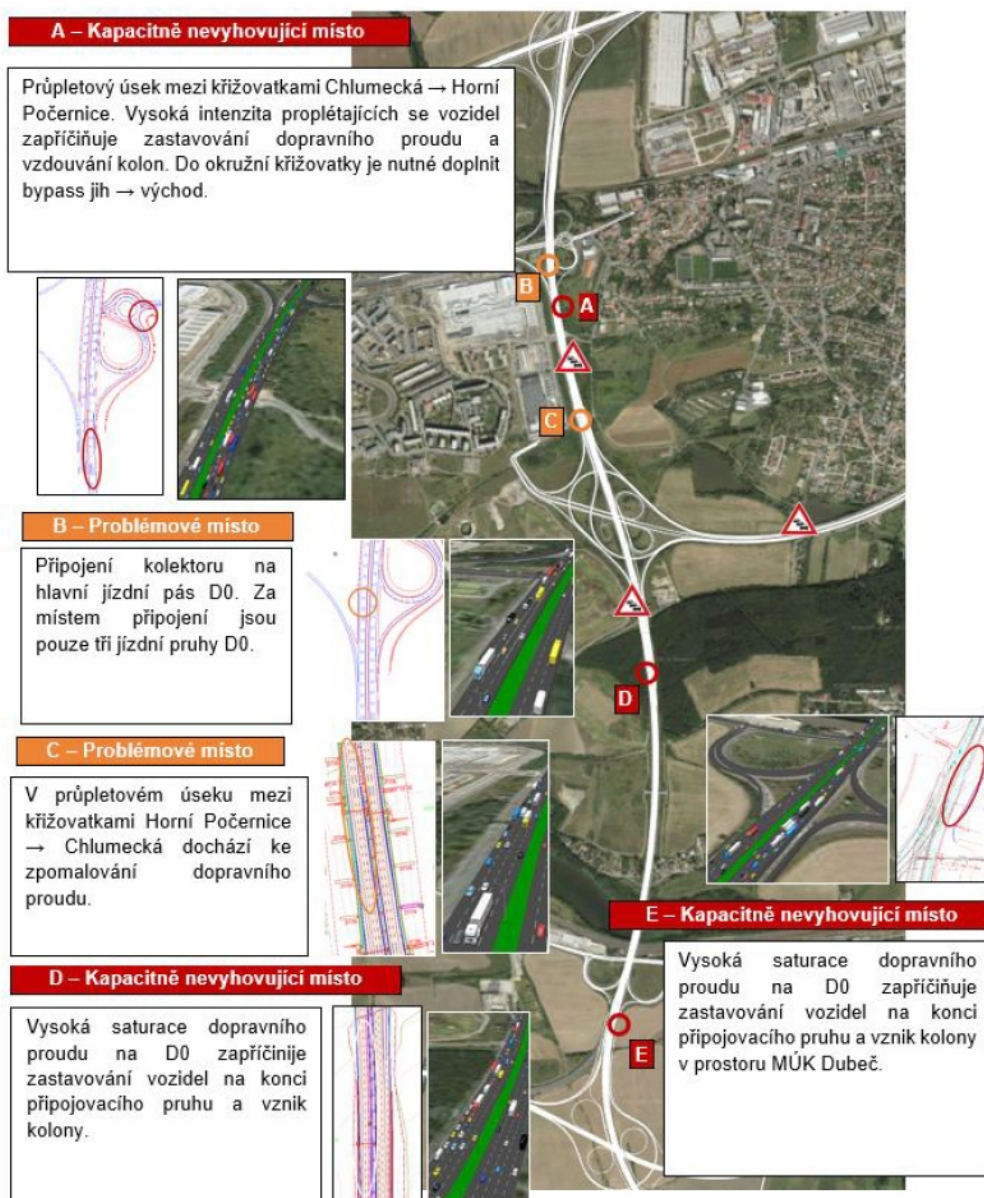 A – Kapacitně nevyhovující místo
Průpletový úsek mezi křižovatkami Chlumecká → Horní
Počernice. Vysoká intenzita proplétajících se vozidel
zapříčiňuje zastavování dopravního proudu a
vzdouvání kolon. Do okružní křižovatky je nutné doplnit
bypass jih → východ.
B
A
C
B – Problémové místo
Připojení kolektoru na
hlavní jízdní pás D0. Za
místem připojení jsou
pouze tři jízdní pruhy D0.
D
C – Problémové místo
V průpletovém úseku mezi
křižovatkami Horní Počernice
→ Chlumecká dochází ke
zpomalování dopravního
proudu.
E – Kapacitně nevyhovující místo
Vysoká saturace dopravního
proudu na D0 zapříčiňuje
zastavování vozidel na konci
připojovacího pruhu a vznik kolony
v prostoru MÚK Dubeč.
D – Kapacitně nevyhovující místo
Vysoká saturace dopravního
proudu na D0 zapříčinije
zastavování vozidel na konci
připojovacího pruhu a vznik
kolony.
E